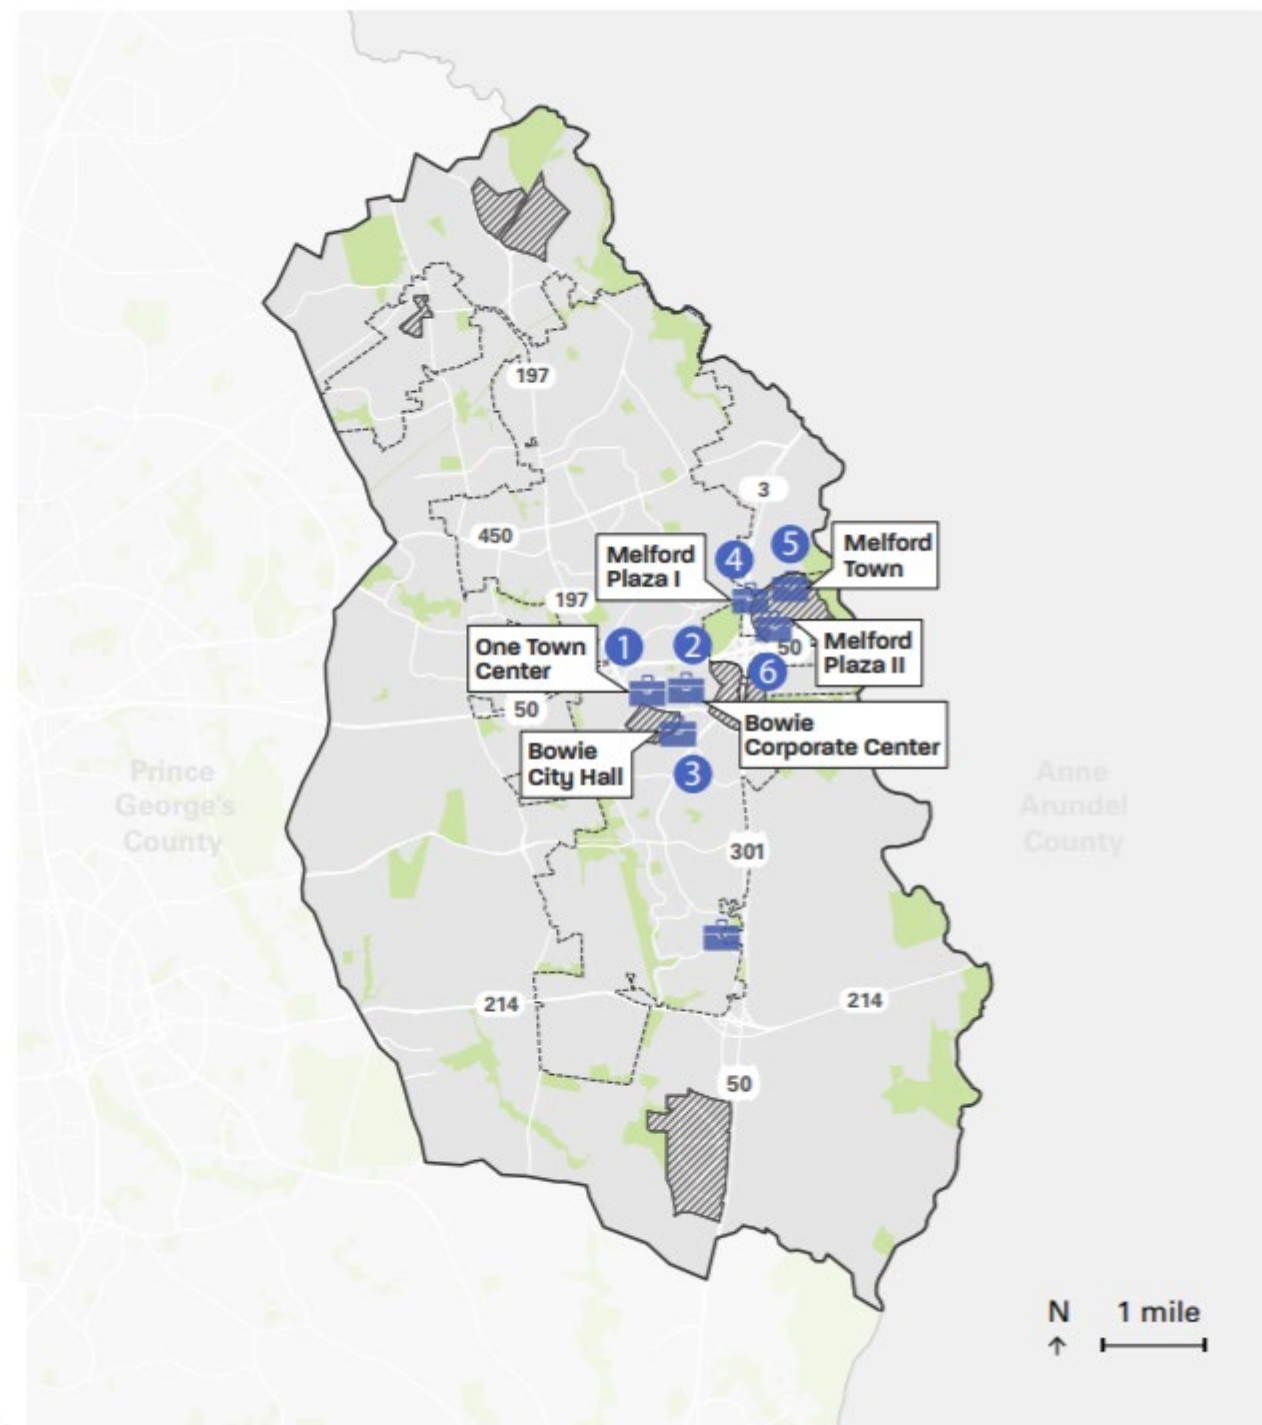 197
3
450
4
5
Melford
Town
Melford
Plaza I
197
One Town
Center
1
2
50
Melford
Plaza II
6
50
Bowie
City Hall
Bowie
Corporate Center
3
Prince
George's
County
Anne
Arundel
County
301
214
214
50
N
1 mile